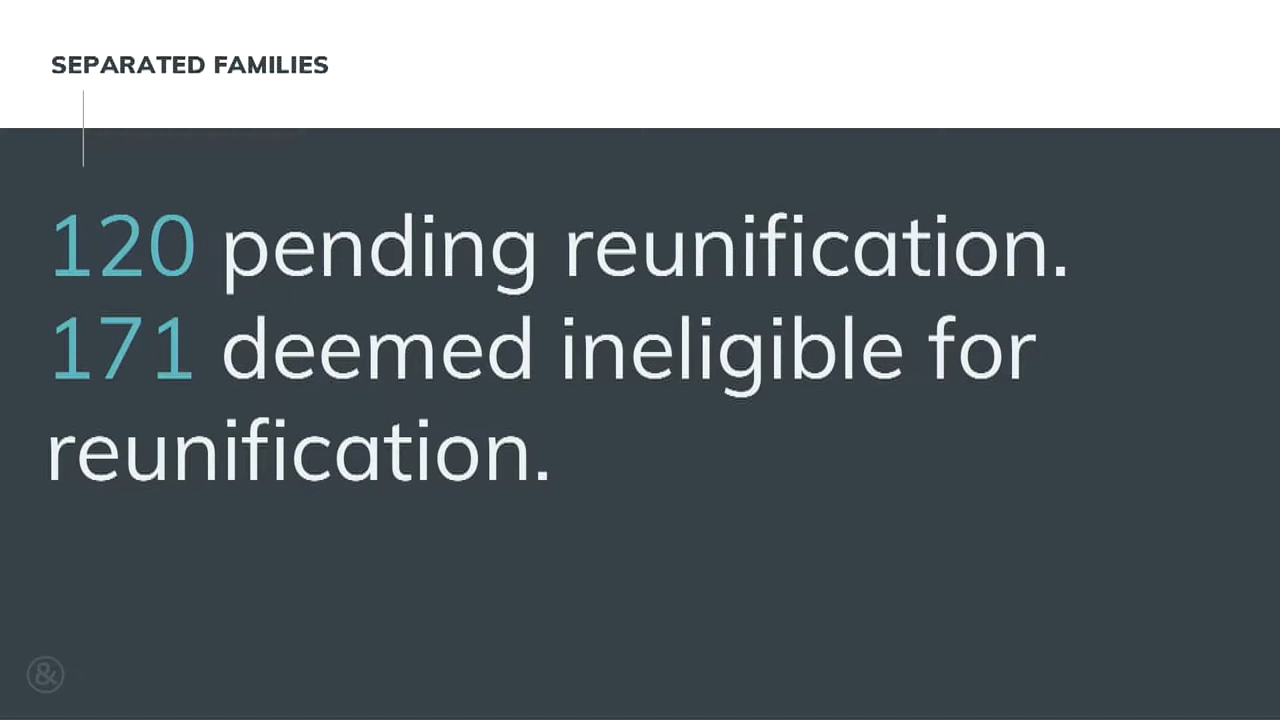 SEPARATED FAMILIES
120 pending reunification.
171 deemed ineligible for
reunification.
&